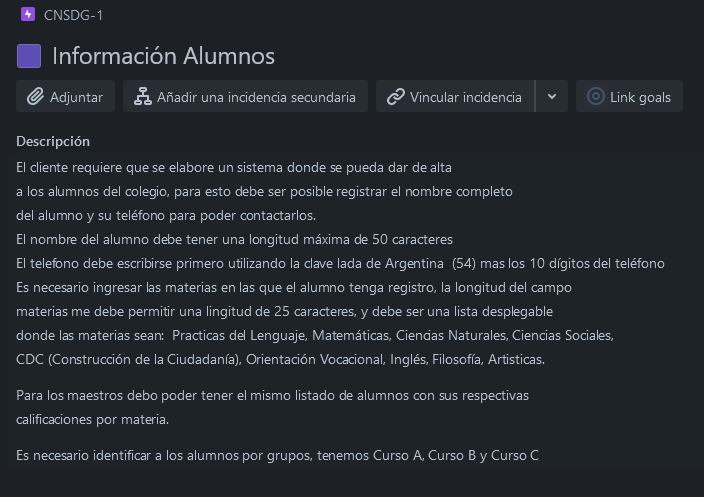 CNSDG-1
Información Alumnos
Adjuntar
Añadir una incidencia secundaria
Vincular incidencia
Link goals
Descripción
El cliente requiere que se elabore un sistema donde se pueda dar de alta
a los alumnos del colegio, para esto debe ser posible registrar el nombre completo
del alumno y su teléfono para poder contactarlos.
El nombre del alumno debe tener una longitud máxima de 50 caracteres
El telefono debe escribirse primero utilizando la clave lada de Argentina (54) mas los 10 dígitos del teléfono
Es necesario ingresar las materias en las que el alumno tenga registro, la longitud del campo
materias me debe permitir una lingitud de 25 caracteres, y debe ser una lista desplegable
donde las materias sean: Practicas del Lenguaje, Matemáticas, Ciencias Naturales, Ciencias Sociales,
CDC (Construcción de la Ciudadanía), Orientación Vocacional, Inglés, Filosofía, Artisticas.
Para los maestros debo poder tener el mismo listado de alumnos con sus respectivas
calificaciones por materia.
Es necesario identificar a los alumnos por grupos, tenemos Curso A, Curso B y Curso C